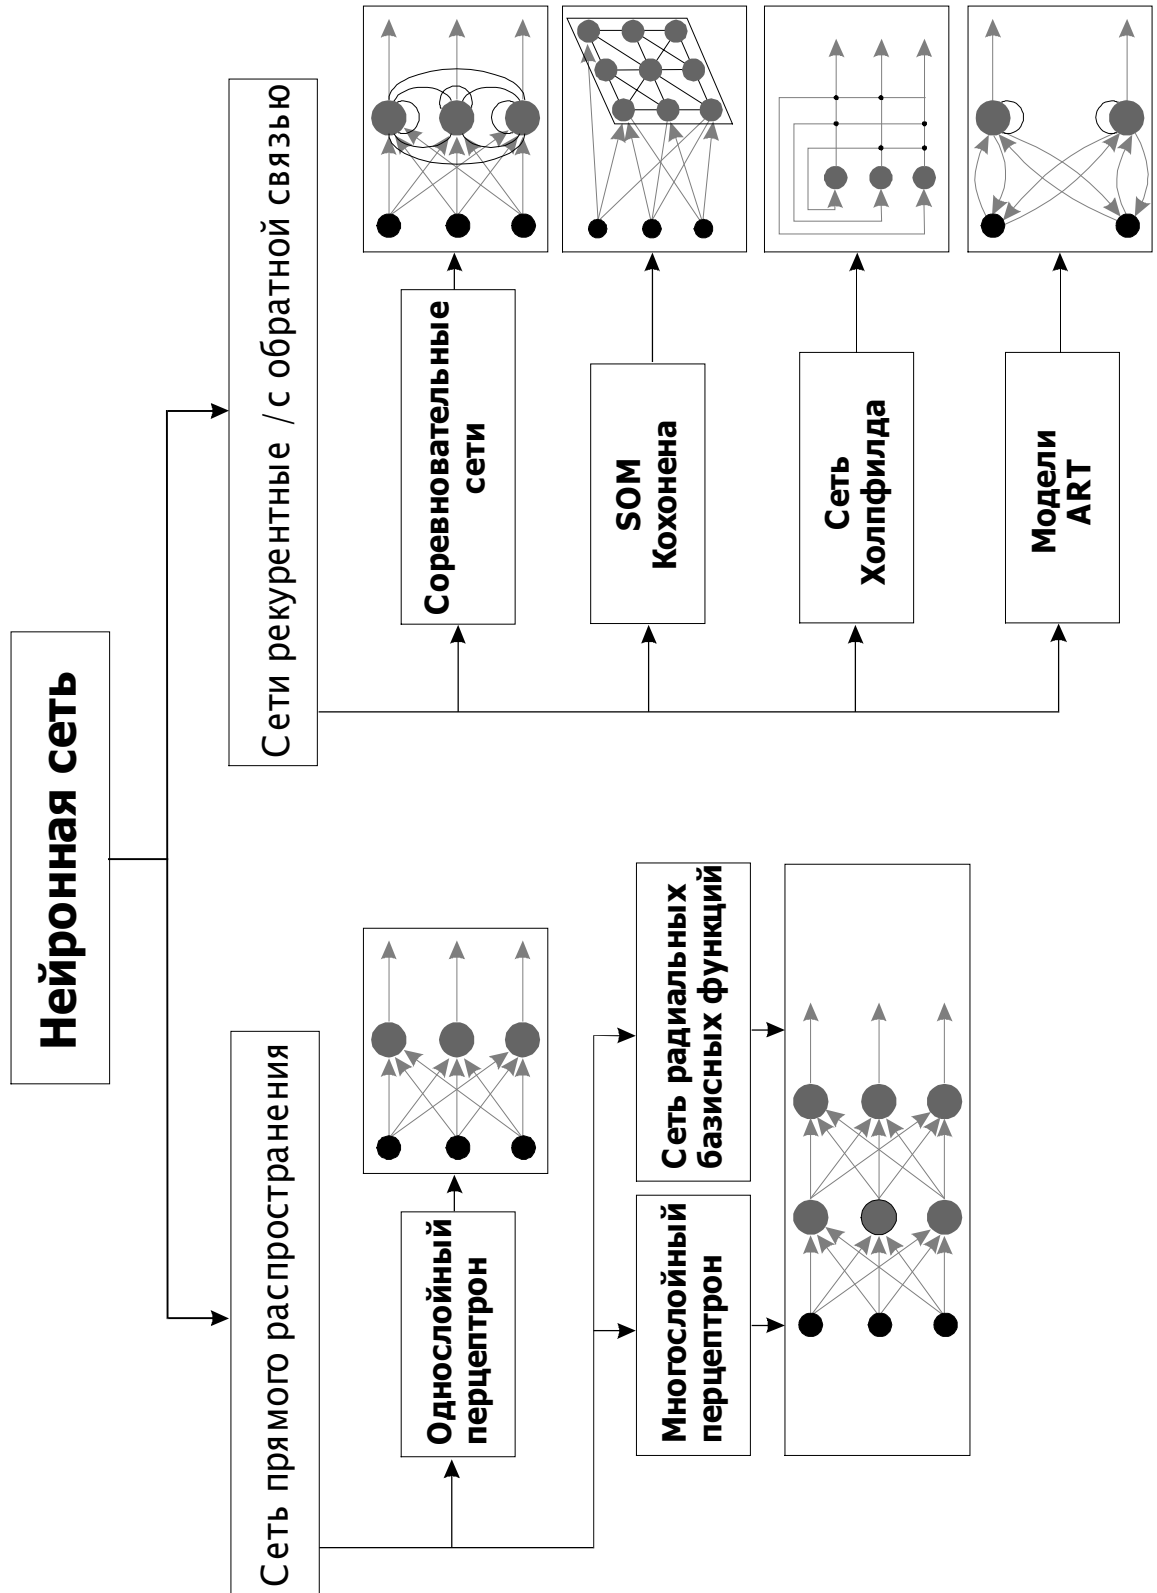 Нейронная сеть
Сеть прямого распространения
Однослойный
перцептрон
Многослойный
перцептрон
Сеть радиальных
базисных функций
Сети рекурентные / с обратной связью
Соревновательные
сети
SOM
Кохонена
Сеть
Холпфилда
Модели
ART